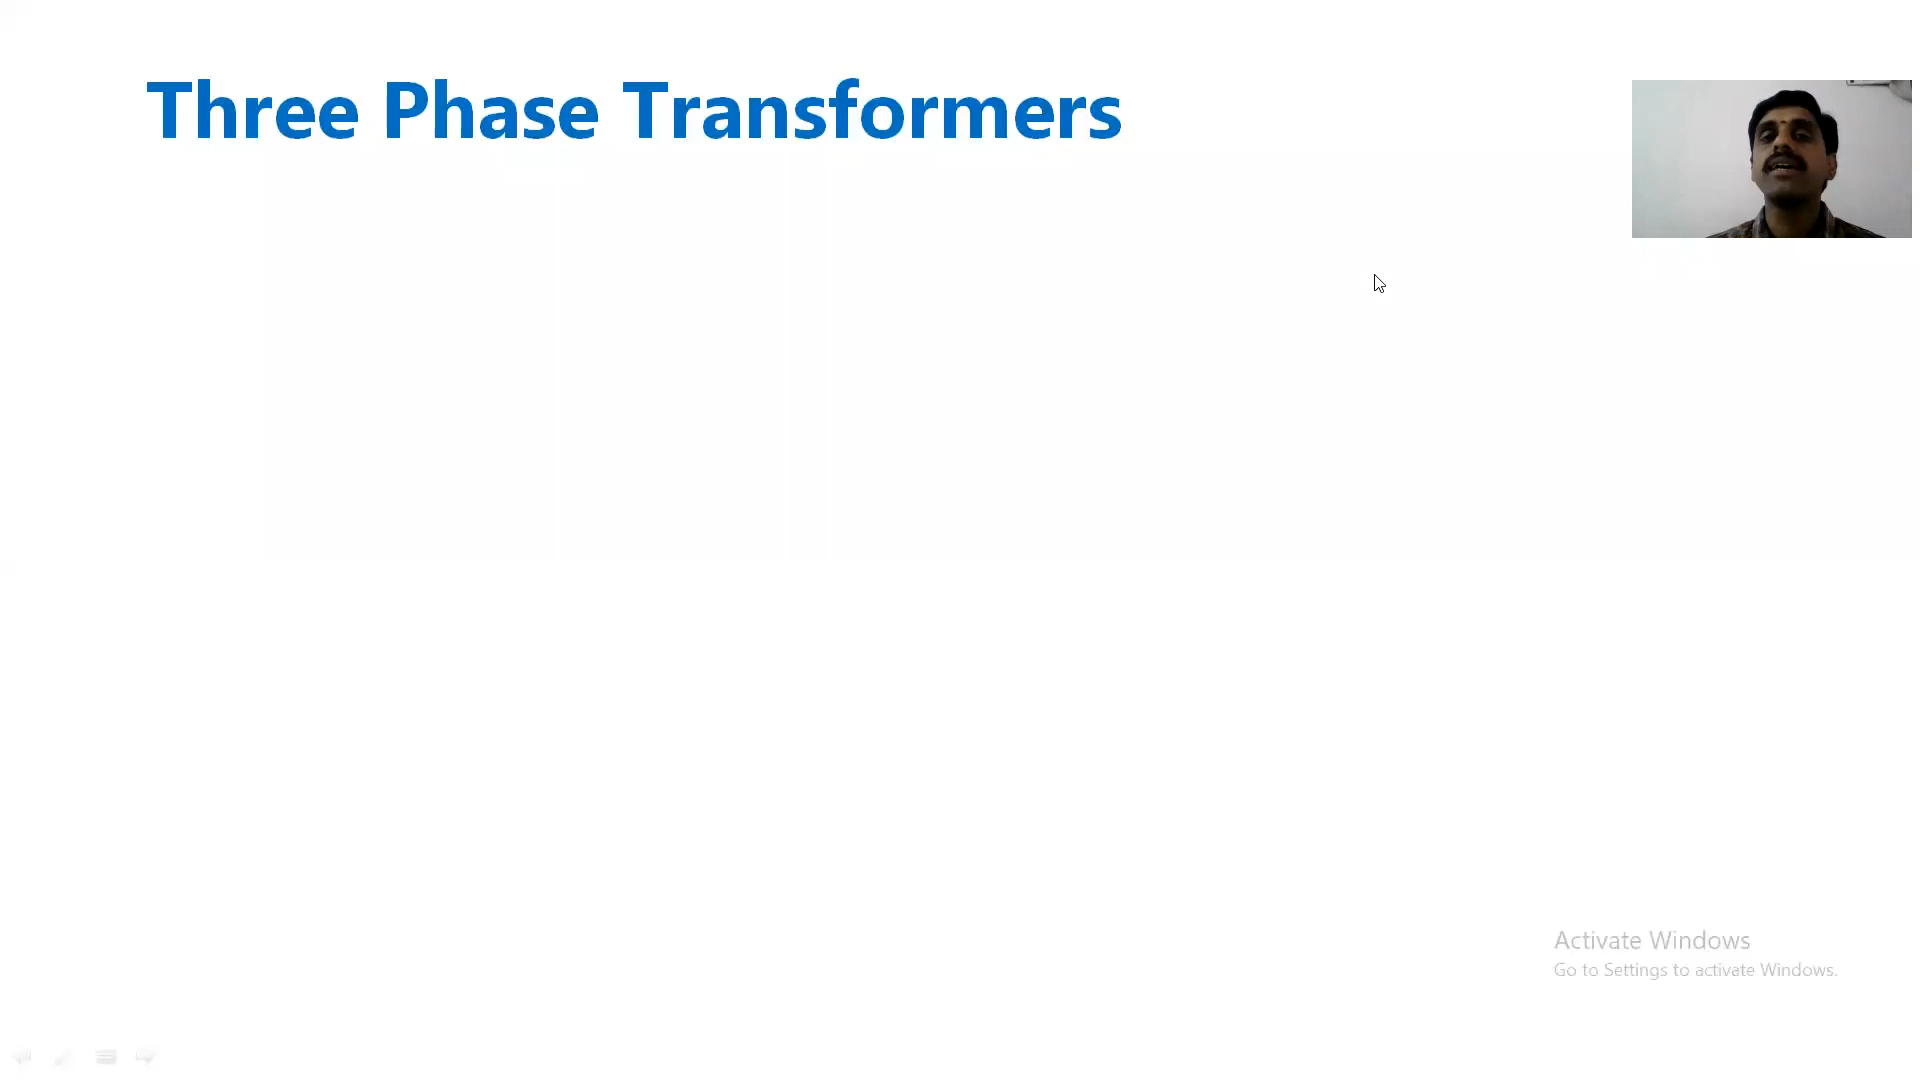 Three Phase Transformers
Activate Windows
Go to Settings to activate Windows.